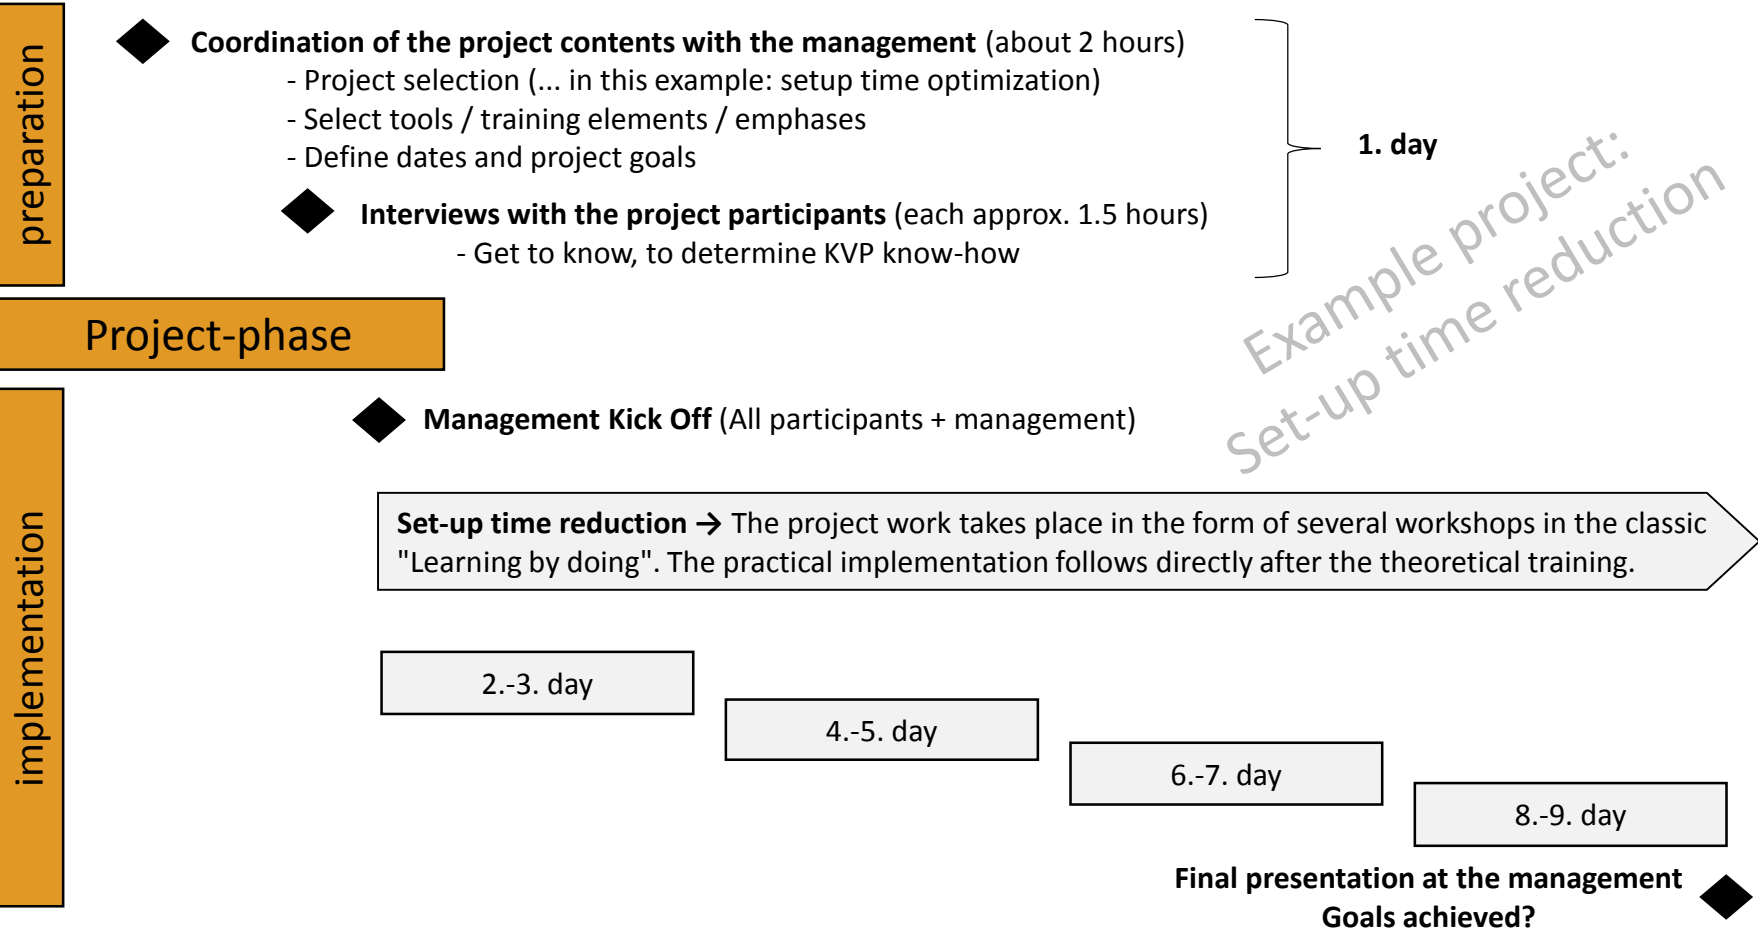 preparation
Coordination of the project contents with the management (about 2 hours)
- Project selection (... in this example: setup time optimization)
- Select tools / training elements / emphases
- Define dates and project goals
1. day
Interviews with the project participants (each approx. 1.5 hours)
- Get to know, to determine KVP know-how
Example project:
Set-up time reduction
Project-phase
implementation
Management Kick Off (All participants + management)
Set-up time reduction → The project work takes place in the form of several workshops in the classic
"Learning by doing". The practical implementation follows directly after the theoretical training.
2.-3. day
4.-5. day
6.-7. day
8.-9. day
Final presentation at the management
Goals achieved?